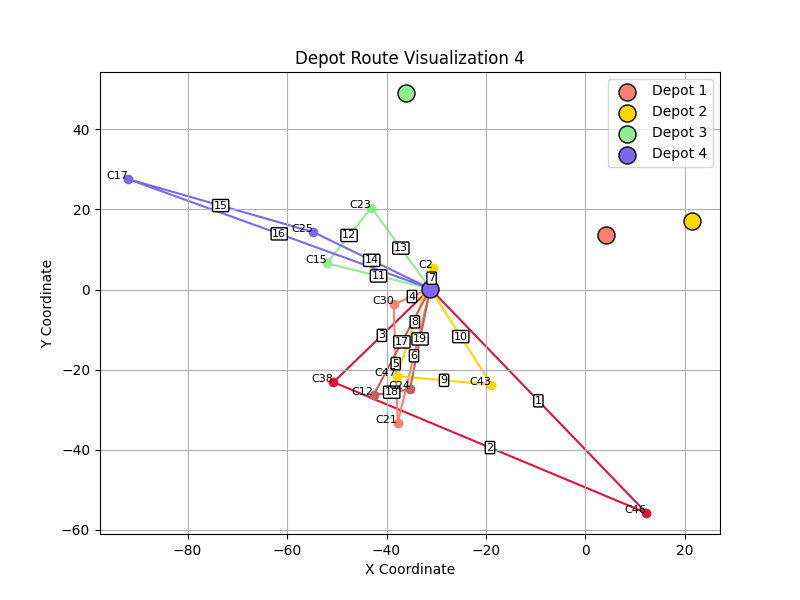 Depot Route Visualization 4
Depot 1
Depot 2
Depot 3
Depot 4
Y Coordinate
40
20
0
−20
−40
−60
−80
−60
−40
−20
0
20
X Coordinate
C17
15
16
C25
C23
12
13
C15
14
11
C2
7
C30
4
3
8
17
19
10
6
5
C47
C38
C12
18
C24
9
C43
1
C21
2
C46